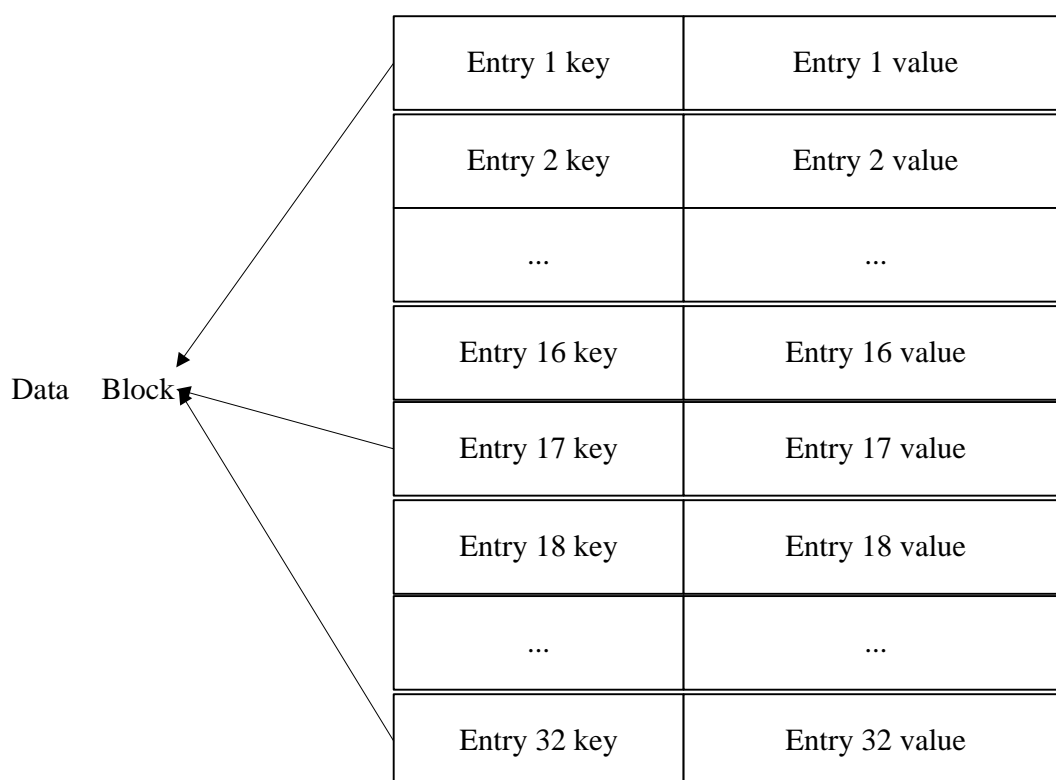 Entry 1 key Entry 1 value
Entry 2 key Entry 2 value
... ...
Entry 16 key Entry 16 value
Data Block
Entry 17 key Entry 17 value
Entry 18 key Entry 18 value
... ...
Entry 32 key Entry 32 value